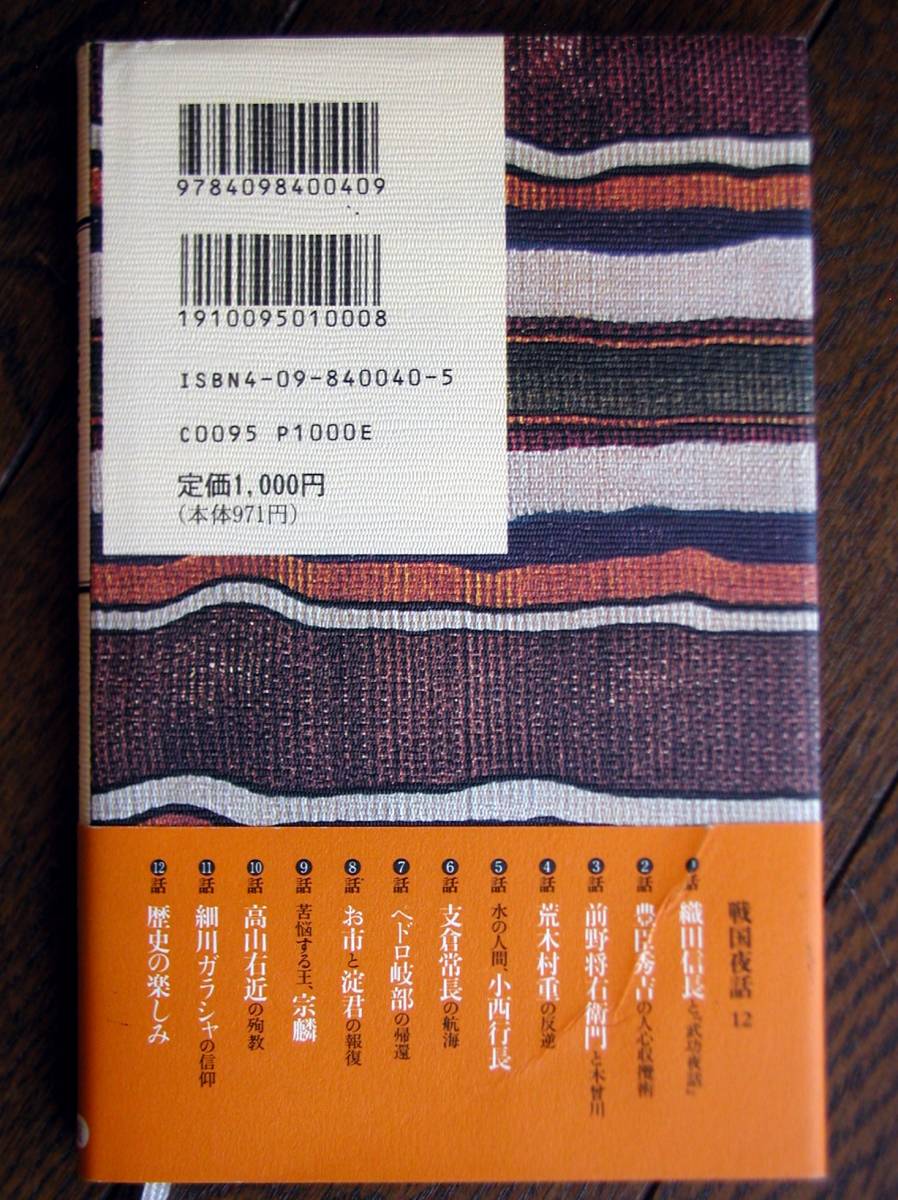 9784098400409
1910095010008
ISBN4-09-840040-5
C0095 P1000E
定価1,000円
(本体971円)
戦国夜話 12
1話 織田信長と『武功夜話』
2話 豊臣秀吉の人心収攬術
3話 前野将右衛門と木曾川
4話 荒木村重の反逆
5話 水の人間、小西行長
6話 支倉常長の航海
7話 ペドロ岐部の帰還
8話 お市と淀君の報復
9話 苦悩する王、宗麟
10話 高山右近の殉教
11話 細川ガラシャの信仰
12話 歴史の楽しみ